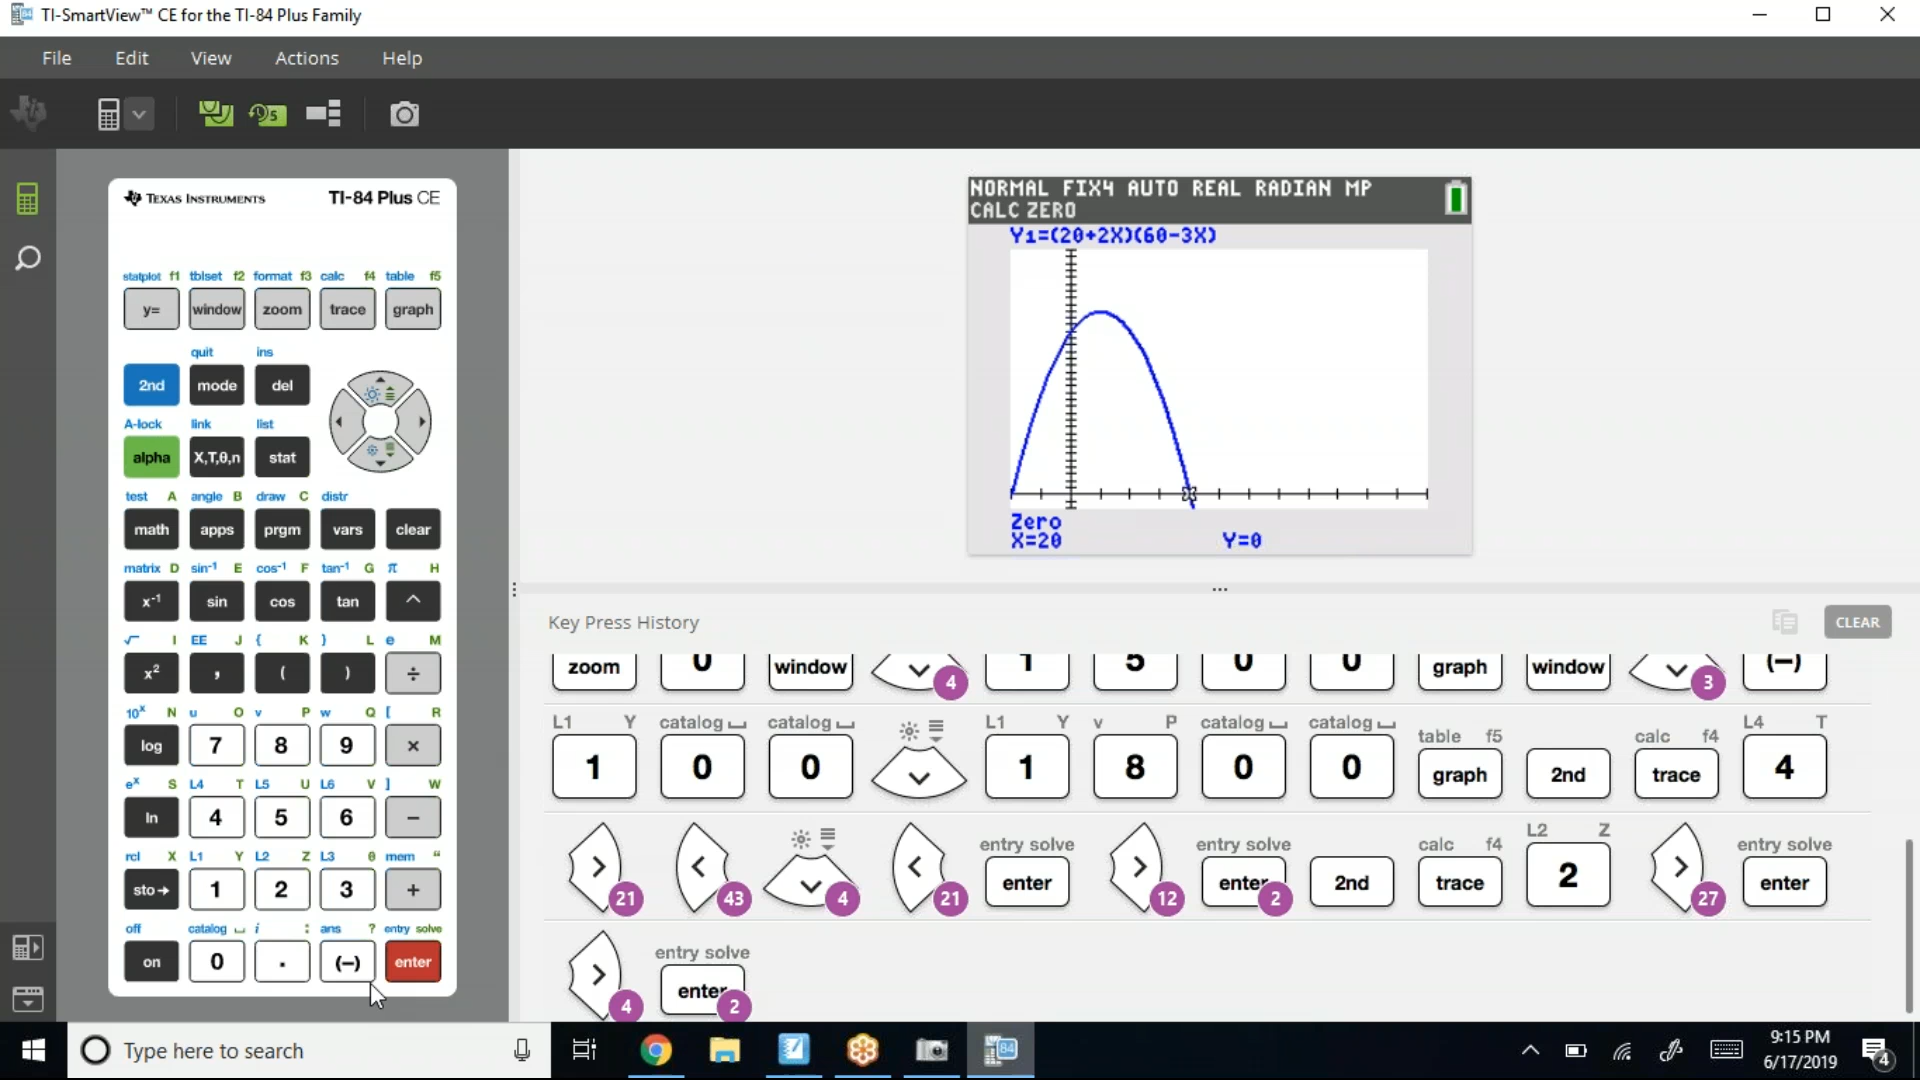 TI-SmartView™ CE for the TI-84 Plus Family
File Edit View Actions Help
TEXAS INSTRUMENTS TI-84 Plus CE
statplot f1 tblset f2 format f3 calc f4 table f5
y= window zoom trace graph
quit ins
2nd mode del
A-lock link list
alpha X,T,θ,n stat
test A angle B draw C distr
math apps prgm vars clear
matrix D sin-1 E cos-1 F tan-1 G π H
x-1 sin cos tan ^
√ I EE J { K } L e M
x² , ( ) ÷
10x N u O v P w Q [ R
log 7 8 9 ×
ex S L4 T L5 U L6 V ] W
ln 4 5 6 −
rcl X L1 Y L2 Z L3 θ mem "
sto→ 1 2 3 +
off catalog ⎵ i : ans ? entry solve
on 0 . (−) enter
NORMAL FIX4 AUTO REAL RADIAN MP
CALC ZERO
Y1=(20+2X)(60-3X)
Zero
X=20 Y=0
Key Press History
CLEAR
zoom 0 window 4 1 5 0 0 graph window 3 (−)
L1 Y catalog ⎵ catalog ⎵ L1 Y v P catalog ⎵ catalog ⎵ table f5 calc f4 L4 T
1 0 0 1 8 0 0 graph 2nd trace 4
entry solve entry solve calc f4 L2 Z entry solve
> 21 < 43 4 < 21 enter > 12 enter 2 2nd trace 2 > 27 enter
entry solve
> 4 enter 2
Type here to search
84
9:15 PM
6/17/2019
4